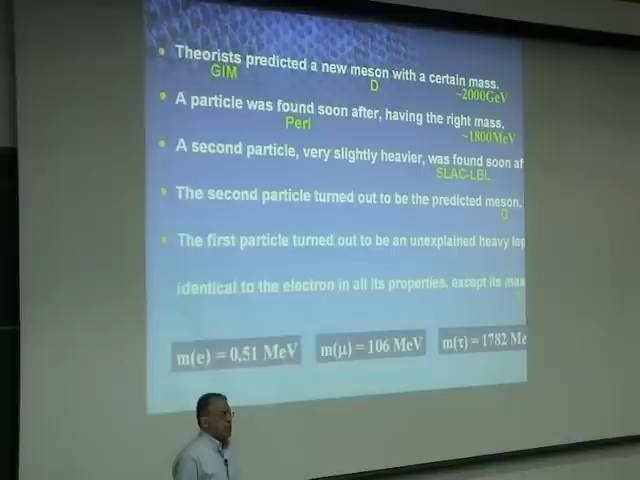 Theorists predicted a new meson with a certain mass.
GIM D ~2000GeV
A particle was found soon after, having the right mass.
Perl ~1800MeV
A second particle, very slightly heavier, was found soon af
SLAC-LBL
The second particle turned out to be the predicted meson.
D
The first particle turned out to be an unexplained heavy lep
identical to the electron in all its properties, except its mas
m(e) = 0.51 MeV m(μ) = 106 MeV m(τ) = 1782 Me